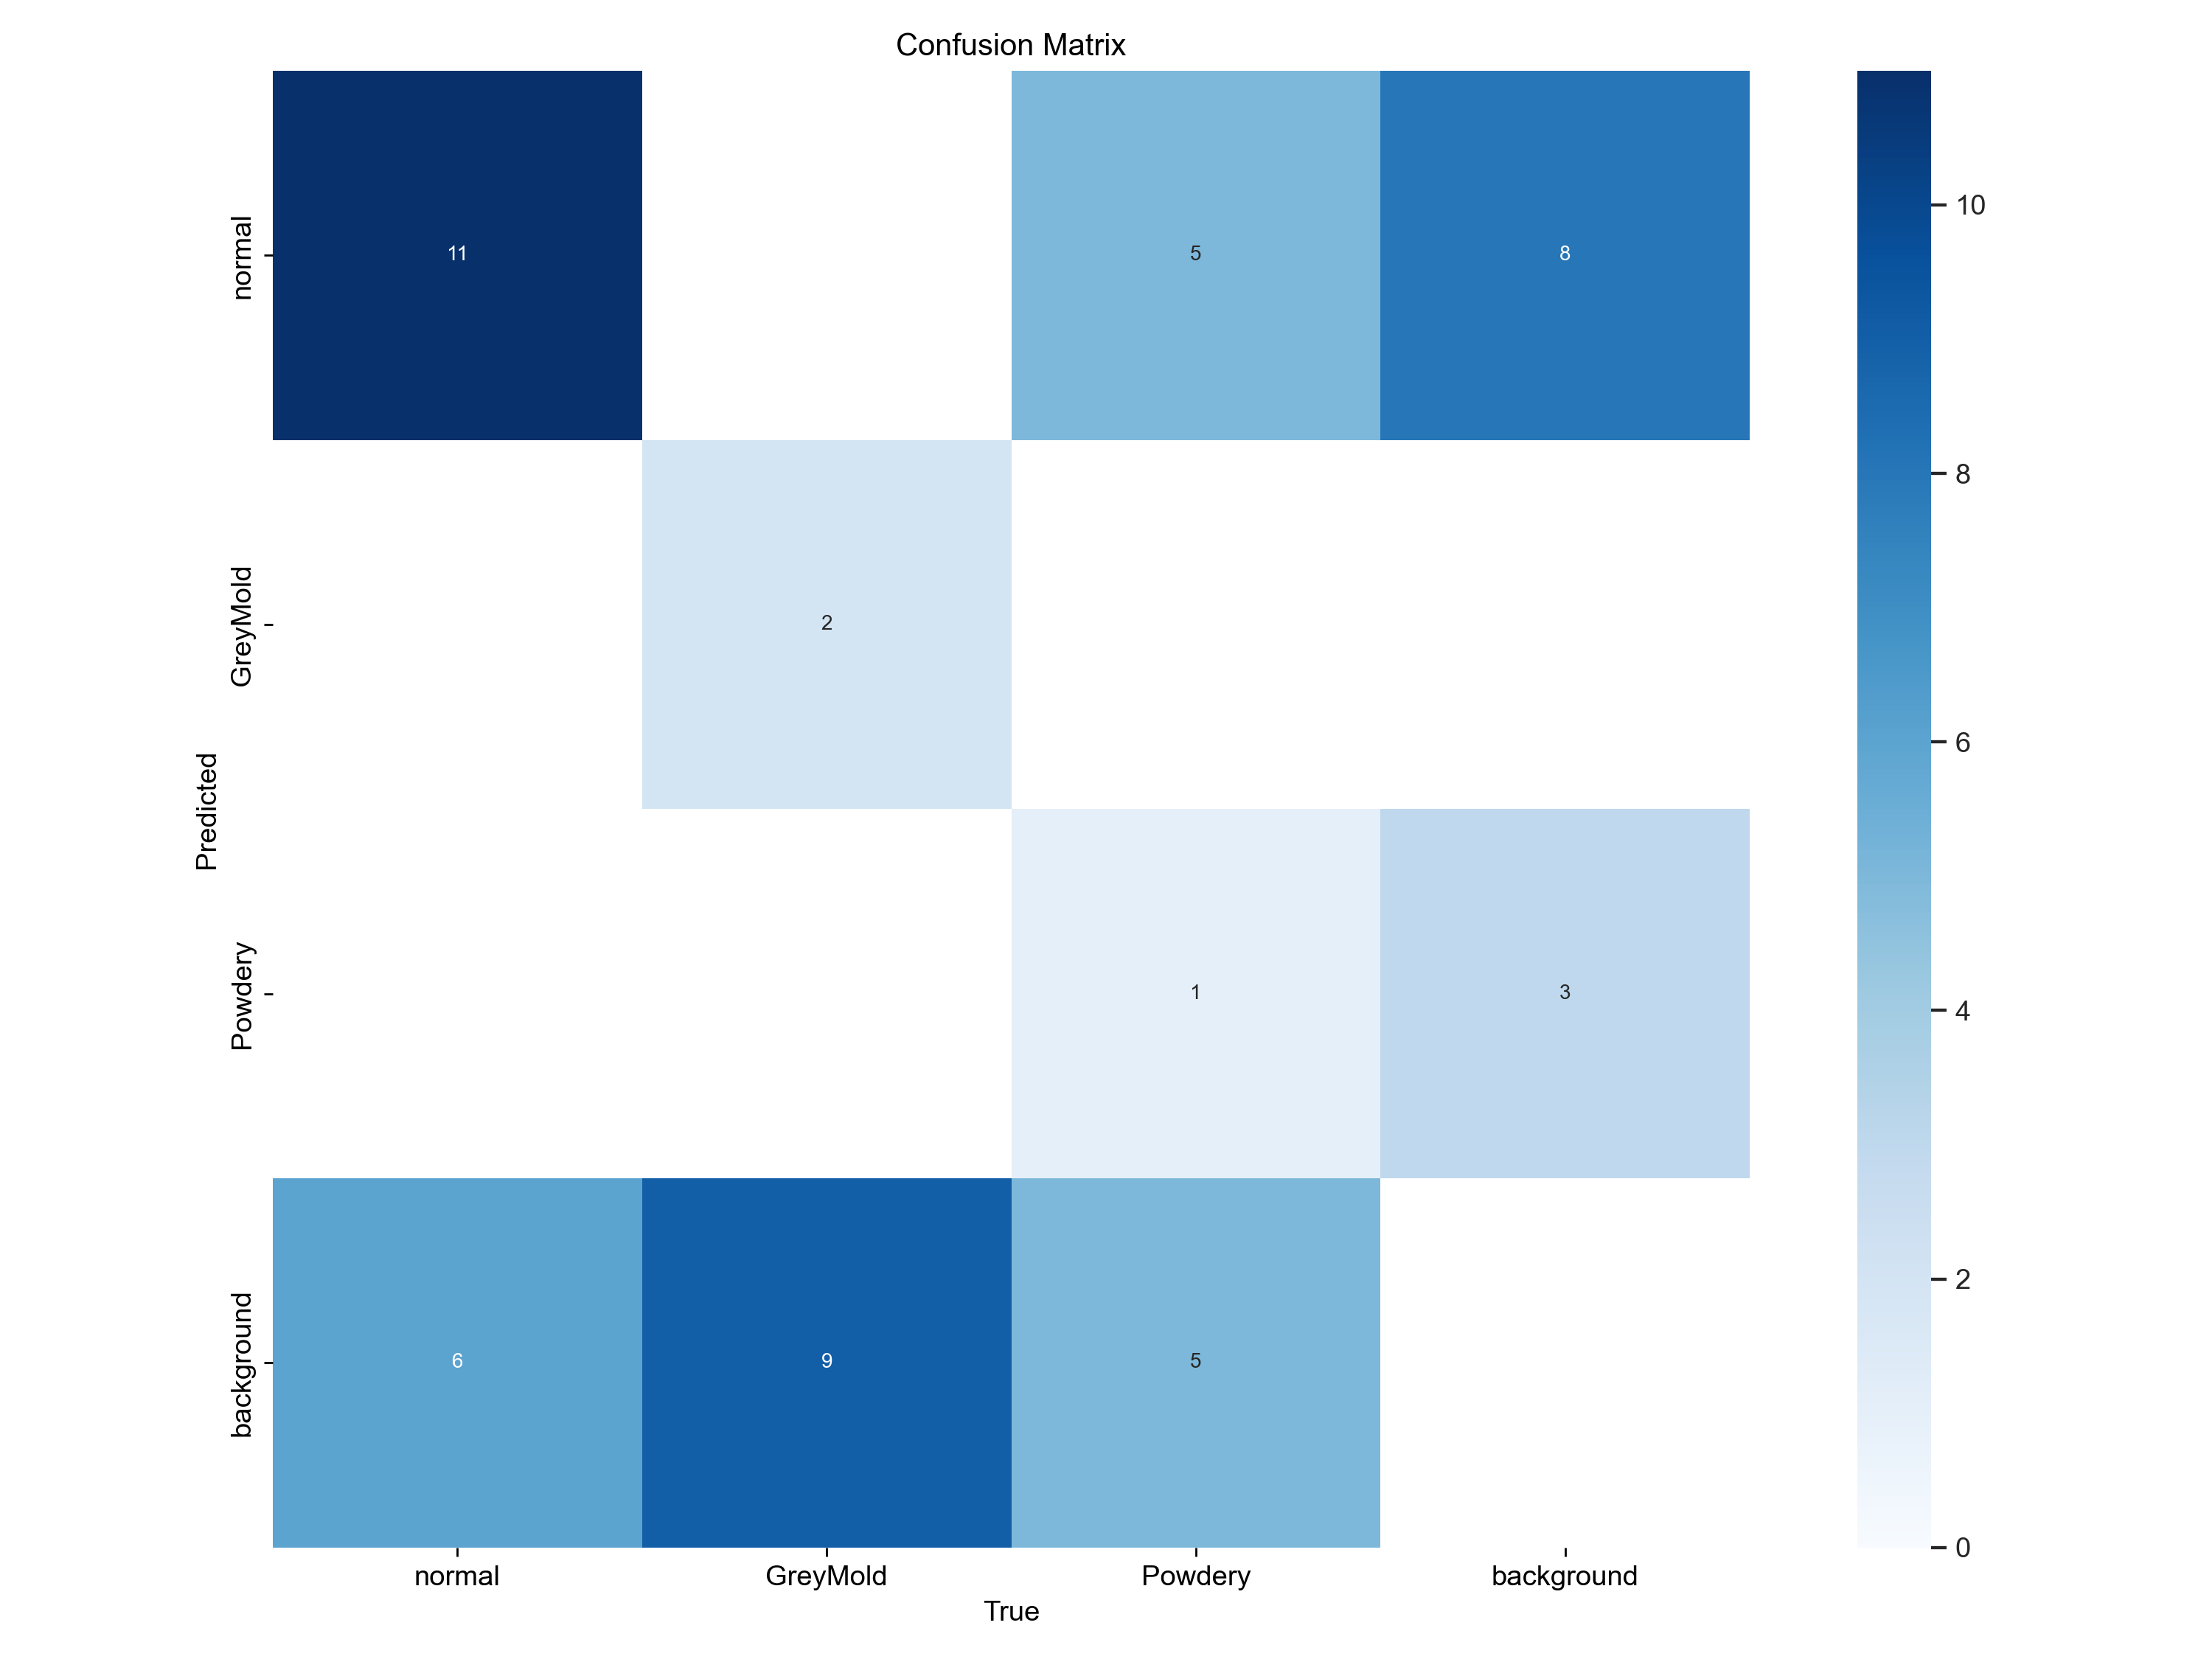 Confusion Matrix
normal
11
5
8
GreyMold
2
Powdery
1
3
background
6
9
5
Predicted
normal
GreyMold
Powdery
background
True
10
8
6
4
2
0